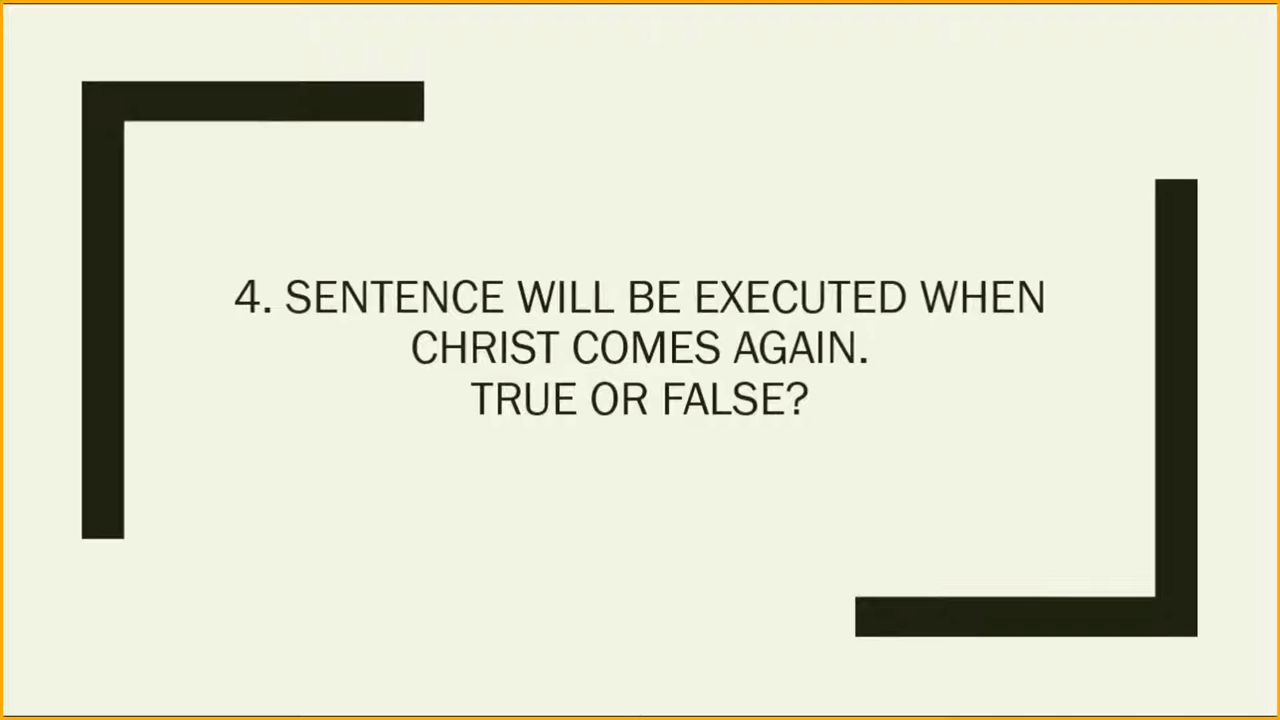 4. SENTENCE WILL BE EXECUTED WHEN
CHRIST COMES AGAIN.
TRUE OR FALSE?